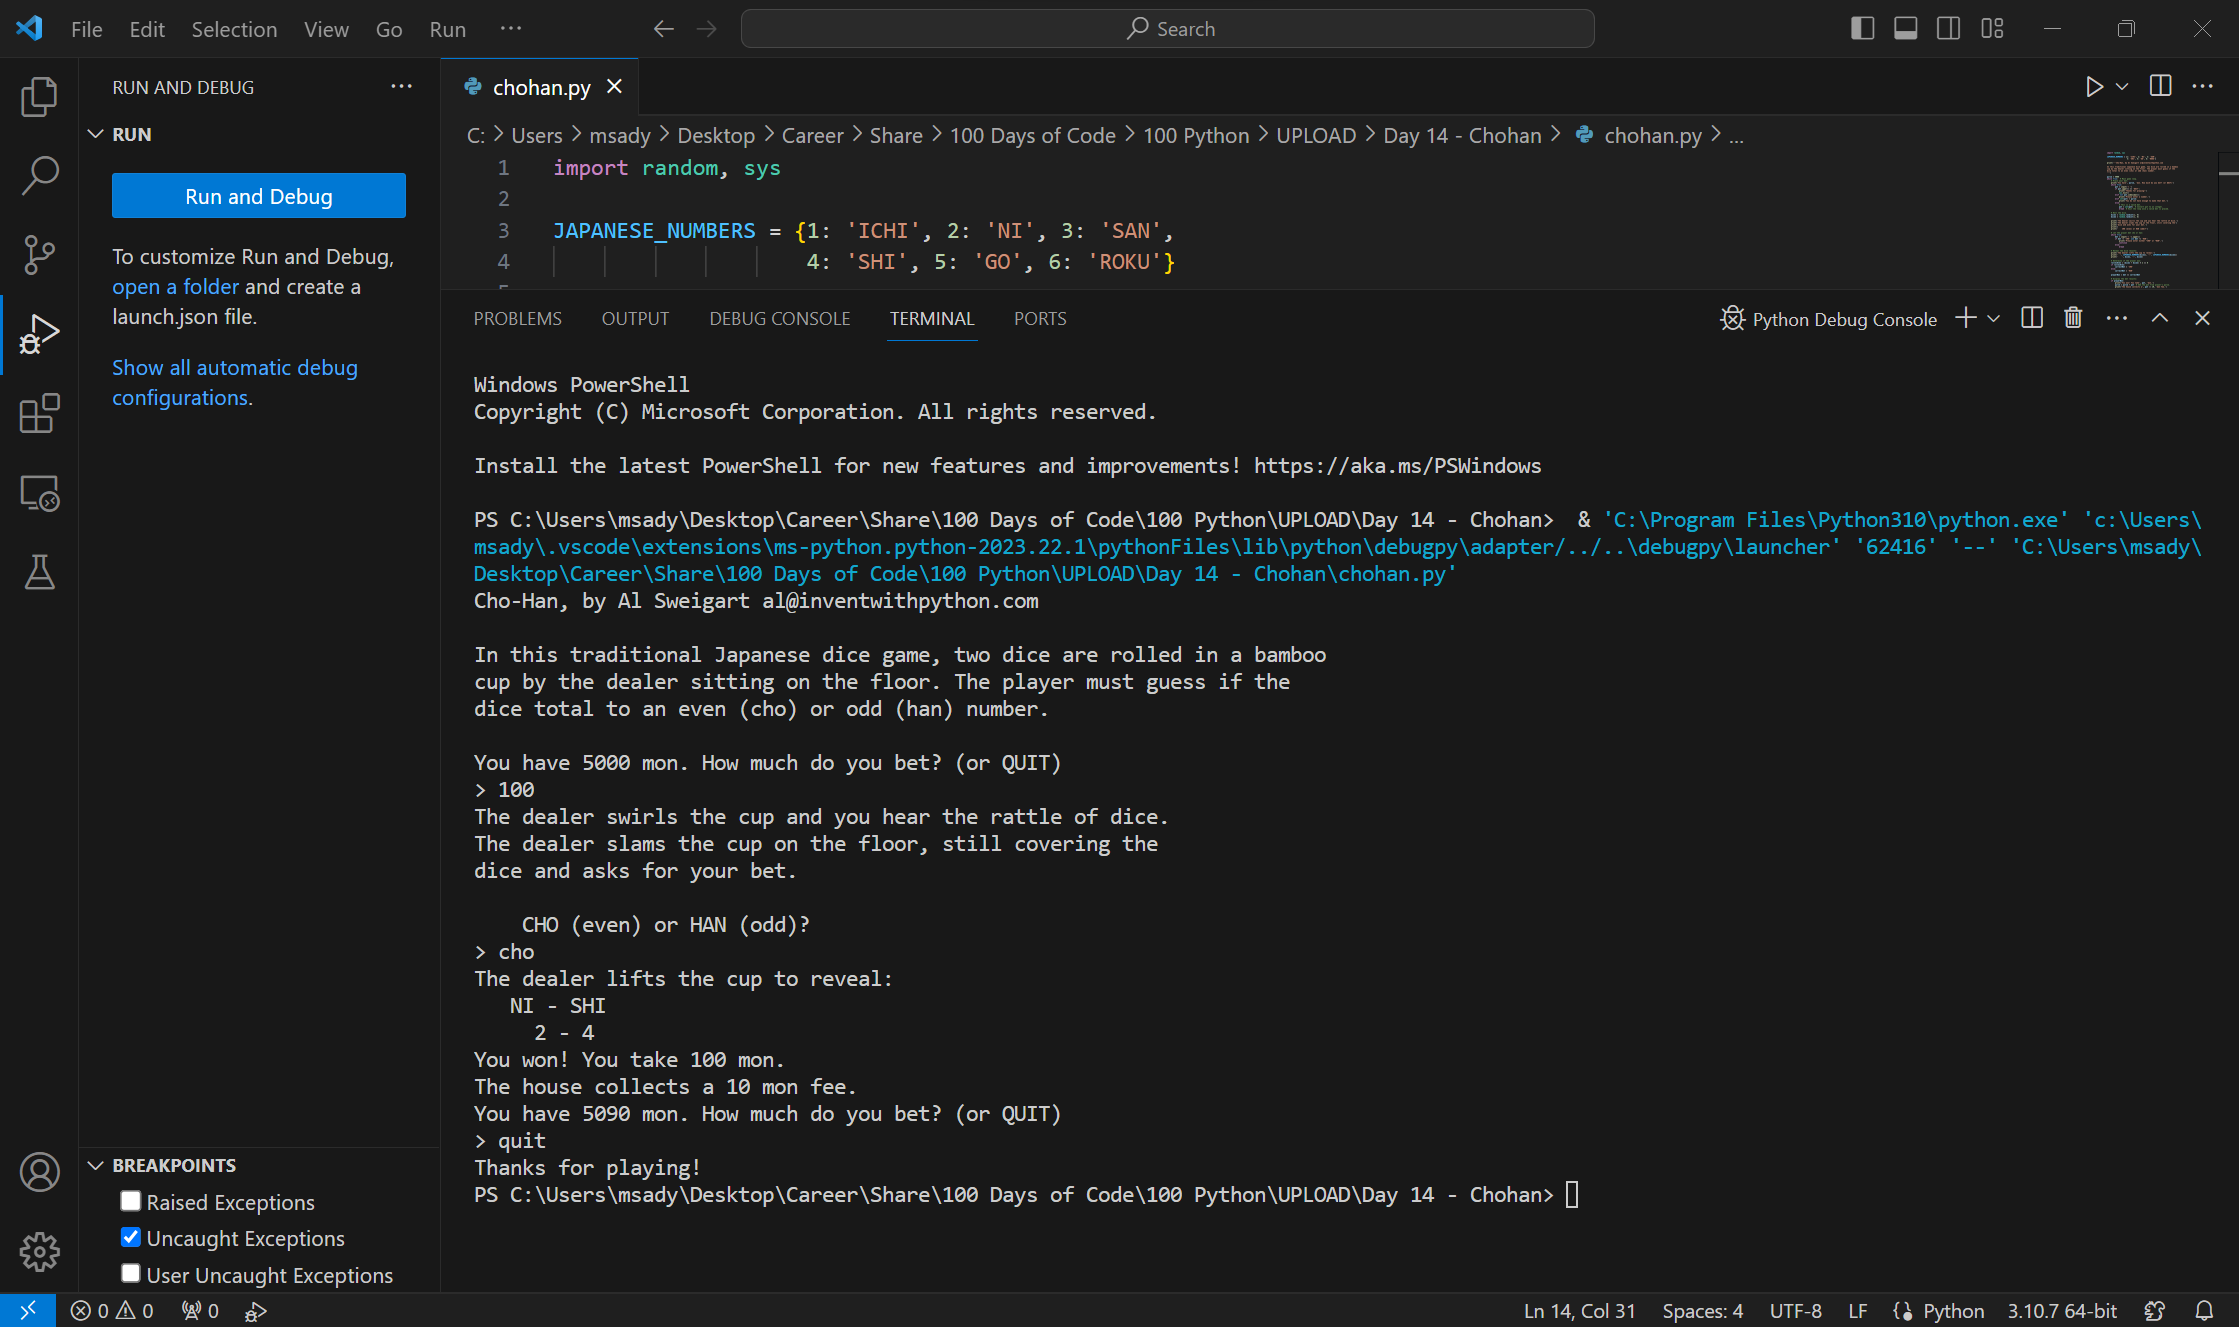 File Edit Selection View Go Run ··· Search
RUN AND DEBUG ···
RUN
Run and Debug
To customize Run and Debug,
open a folder and create a
launch.json file.
Show all automatic debug
configurations.
BREAKPOINTS
Raised Exceptions
Uncaught Exceptions
User Uncaught Exceptions
chohan.py
C: > Users > msady > Desktop > Career > Share > 100 Days of Code > 100 Python > UPLOAD > Day 14 - Chohan > chohan.py > ...
1 import random, sys
2
3 JAPANESE_NUMBERS = {1: 'ICHI', 2: 'NI', 3: 'SAN',
4 4: 'SHI', 5: 'GO', 6: 'ROKU'}
PROBLEMS OUTPUT DEBUG CONSOLE TERMINAL PORTS Python Debug Console
Windows PowerShell
Copyright (C) Microsoft Corporation. All rights reserved.
Install the latest PowerShell for new features and improvements! https://aka.ms/PSWindows
PS C:\Users\msady\Desktop\Career\Share\100 Days of Code\100 Python\UPLOAD\Day 14 - Chohan>  & 'C:\Program Files\Python310\python.exe' 'c:\Users\
msady\.vscode\extensions\ms-python.python-2023.22.1\pythonFiles\lib\python\debugpy\adapter/../..\debugpy\launcher' '62416' '--' 'C:\Users\msady\
Desktop\Career\Share\100 Days of Code\100 Python\UPLOAD\Day 14 - Chohan\chohan.py'
Cho-Han, by Al Sweigart al@inventwithpython.com
In this traditional Japanese dice game, two dice are rolled in a bamboo
cup by the dealer sitting on the floor. The player must guess if the
dice total to an even (cho) or odd (han) number.
You have 5000 mon. How much do you bet? (or QUIT)
> 100
The dealer swirls the cup and you hear the rattle of dice.
The dealer slams the cup on the floor, still covering the
dice and asks for your bet.
CHO (even) or HAN (odd)?
> cho
The dealer lifts the cup to reveal:
NI - SHI
2 - 4
You won! You take 100 mon.
The house collects a 10 mon fee.
You have 5090 mon. How much do you bet? (or QUIT)
> quit
Thanks for playing!
PS C:\Users\msady\Desktop\Career\Share\100 Days of Code\100 Python\UPLOAD\Day 14 - Chohan>
0 0 0 Ln 14, Col 31 Spaces: 4 UTF-8 LF Python 3.10.7 64-bit